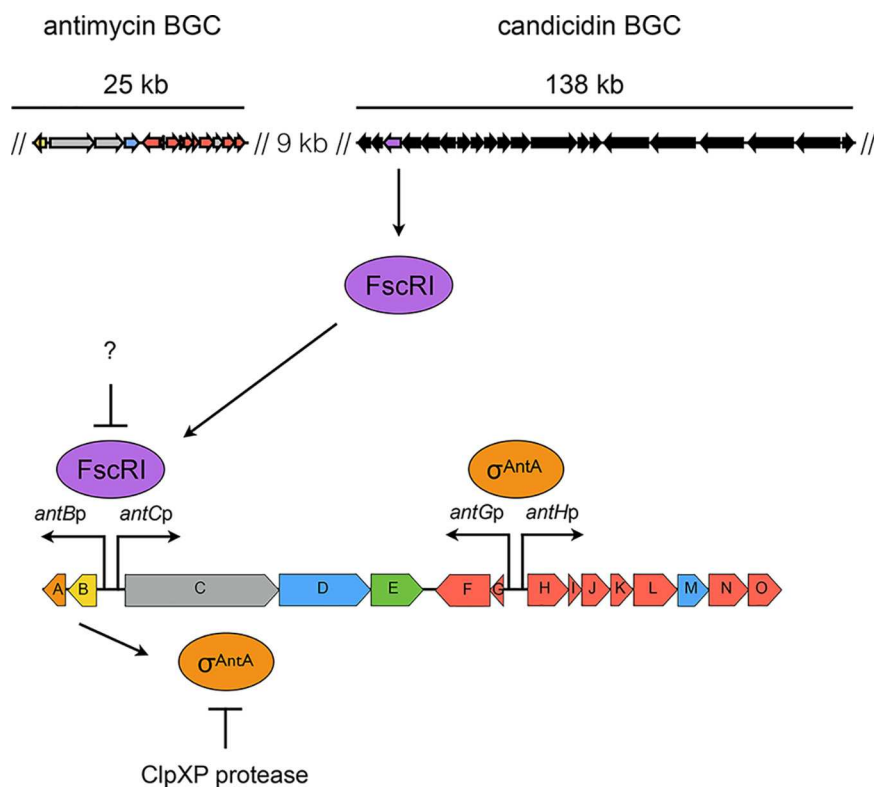 antimycin BGC candicidin BGC
25 kb 138 kb
// // 9 kb // //
FscRI
?
FscRI σAntA
antBp antCp antGp antHp
A B C D E F G H I J K L M N O
σAntA
ClpXP protease